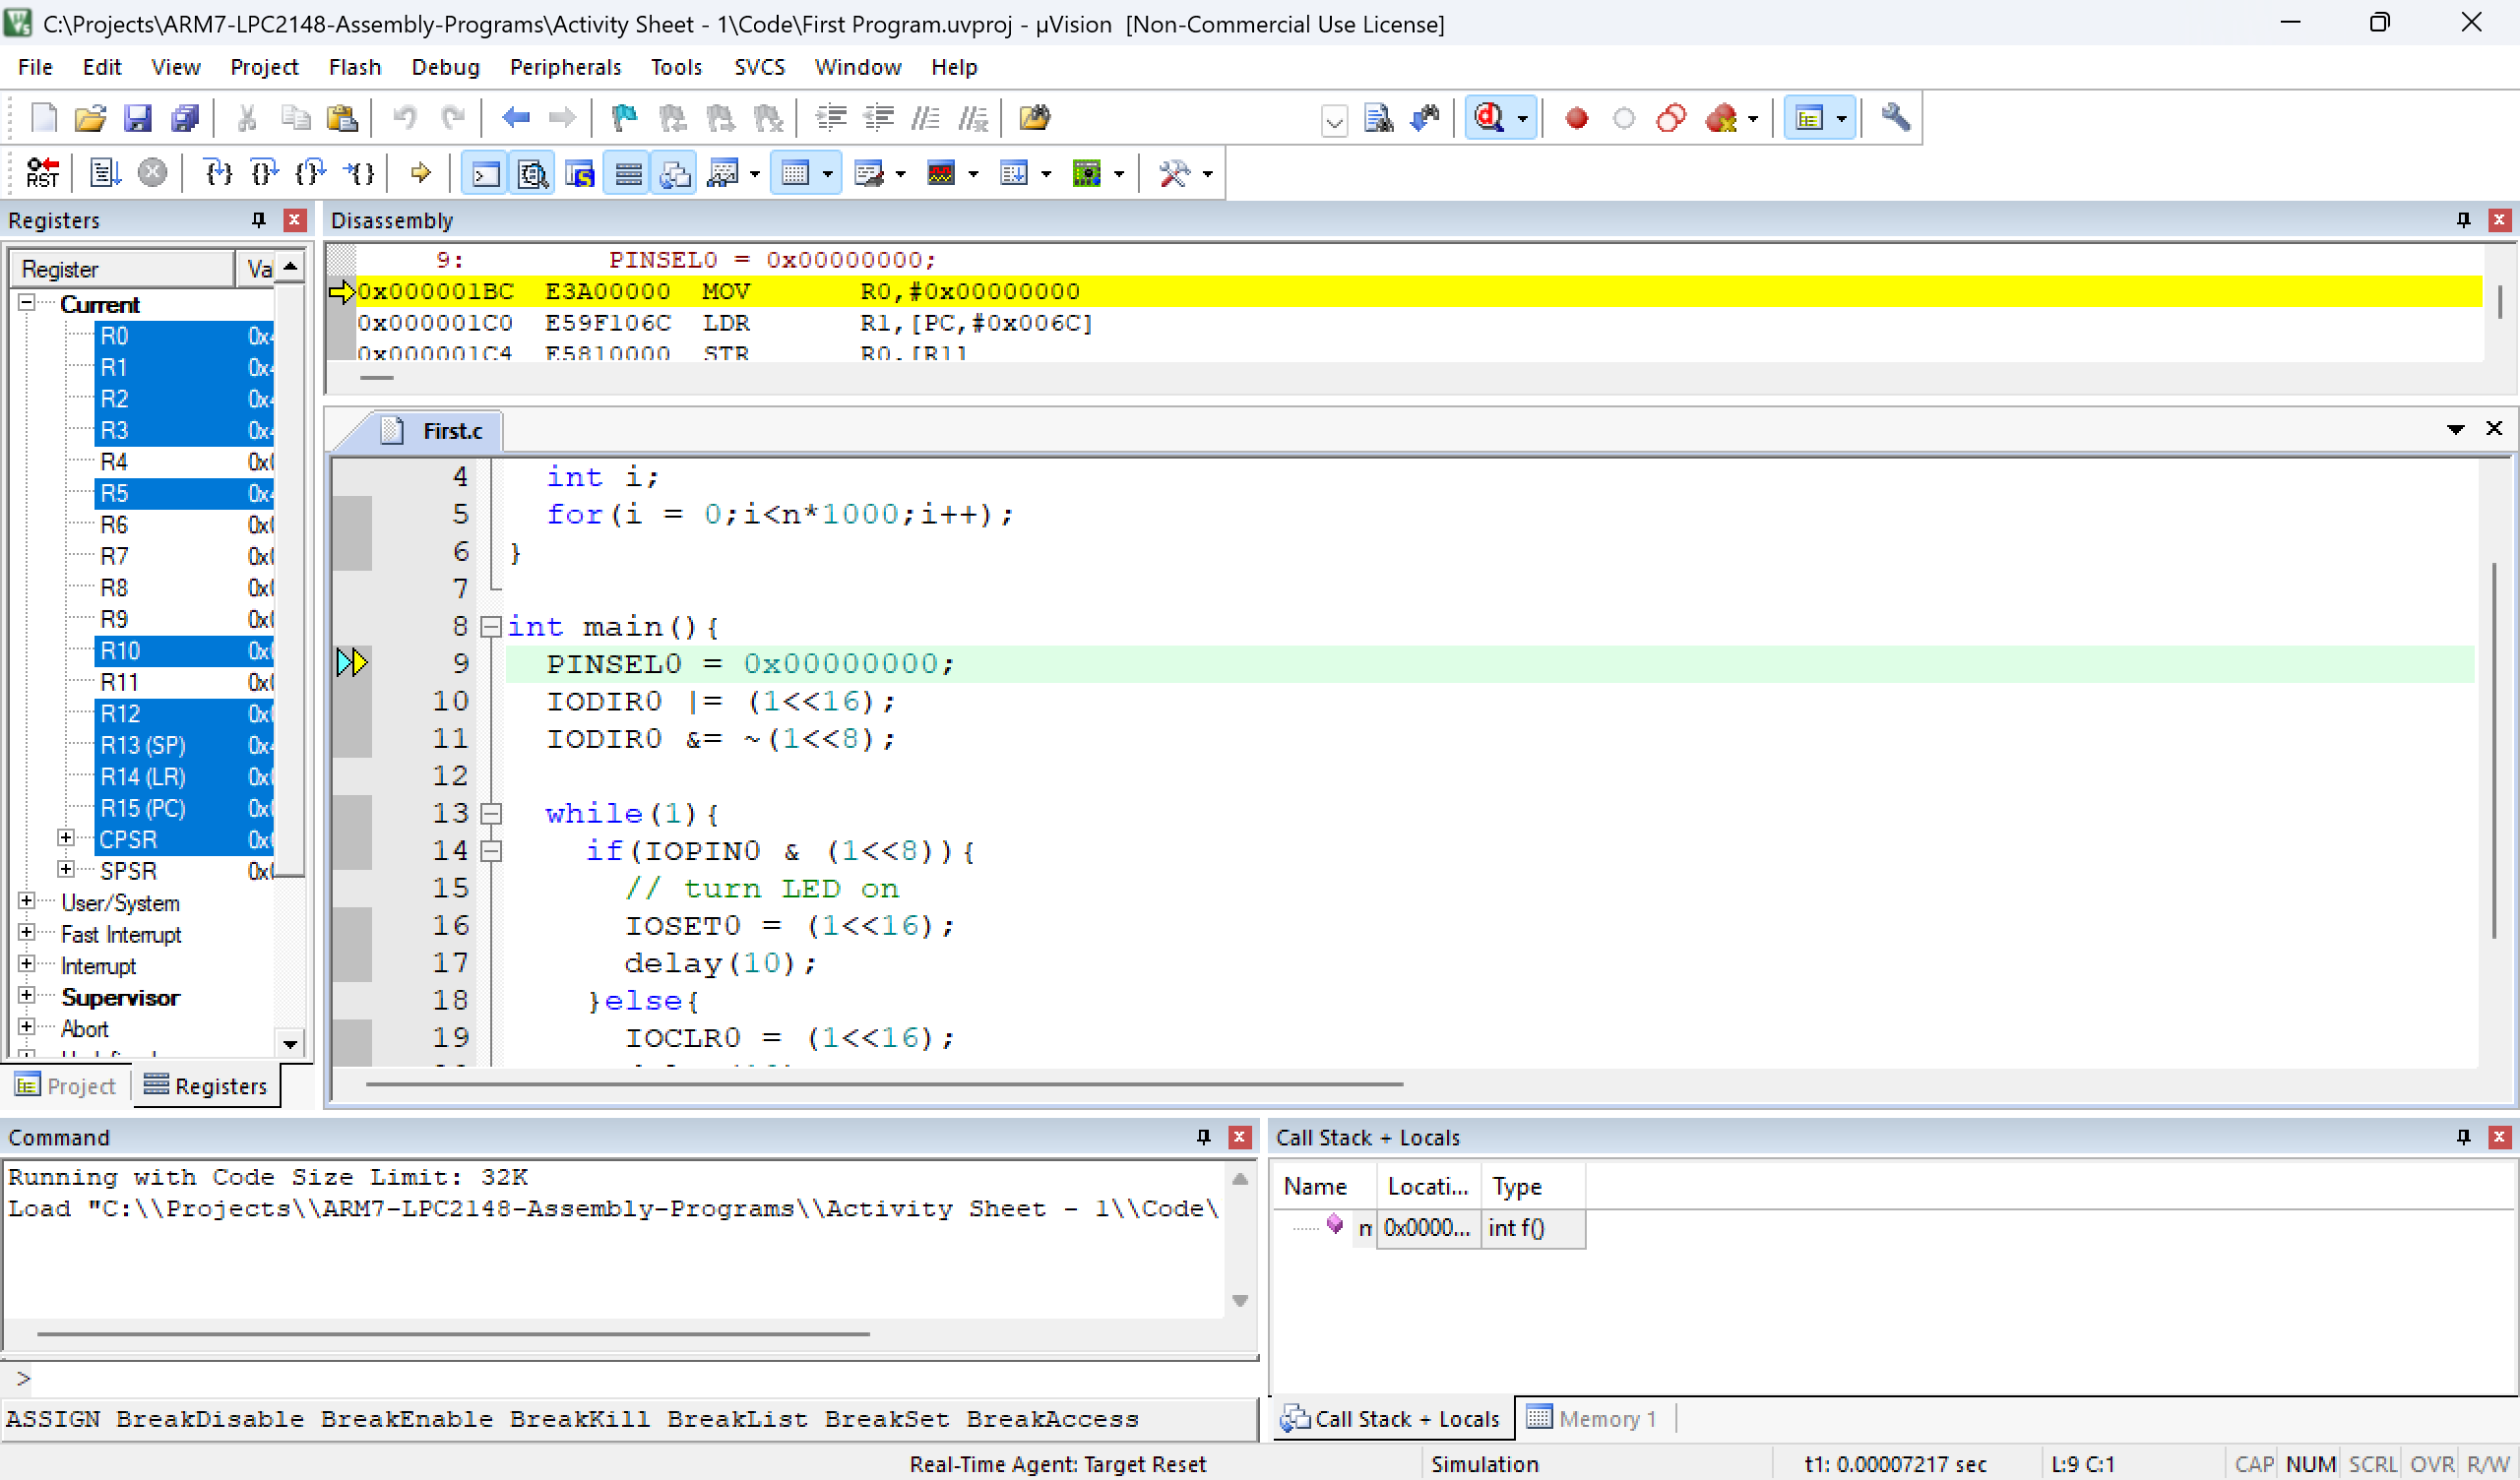 C:\Projects\ARM7-LPC2148-Assembly-Programs\Activity Sheet - 1\Code\First Program.uvproj - µVision [Non-Commercial Use License]
File Edit View Project Flash Debug Peripherals Tools SVCS Window Help
RST
Registers
Register
Current
R0
R1
R2
R3
R4
R5
R6
R7
R8
R9
R10
R11
R12
R13 (SP)
R14 (LR)
R15 (PC)
CPSR
SPSR
User/System
Fast Interrupt
Interrupt
Supervisor
Abort
Project Registers
Disassembly
9: PINSEL0 = 0x00000000;
0x000001BC E3A00000 MOV R0,#0x00000000
0x000001C0 E59F106C LDR R1,[PC,#0x006C]
0x000001C4 E5810000 STR R0,[R1]
First.c
4 int i;
5 for(i = 0;i<n*1000;i++);
6 }
7
8 int main(){
9 PINSEL0 = 0x00000000;
10 IODIR0 |= (1<<16);
11 IODIR0 &= ~(1<<8);
12
13 while(1){
14 if(IOPIN0 & (1<<8)){
15 // turn LED on
16 IOSET0 = (1<<16);
17 delay(10);
18 }else{
19 IOCLR0 = (1<<16);
Command
Running with Code Size Limit: 32K
Load "C:\\Projects\\ARM7-LPC2148-Assembly-Programs\\Activity Sheet - 1\\Code\
>
ASSIGN BreakDisable BreakEnable BreakKill BreakList BreakSet BreakAccess
Call Stack + Locals
Name Locati... Type
0x0000... int f()
Call Stack + Locals Memory 1
Real-Time Agent: Target Reset Simulation t1: 0.00007217 sec L:9 C:1 CAP NUM SCRL OVR R/W